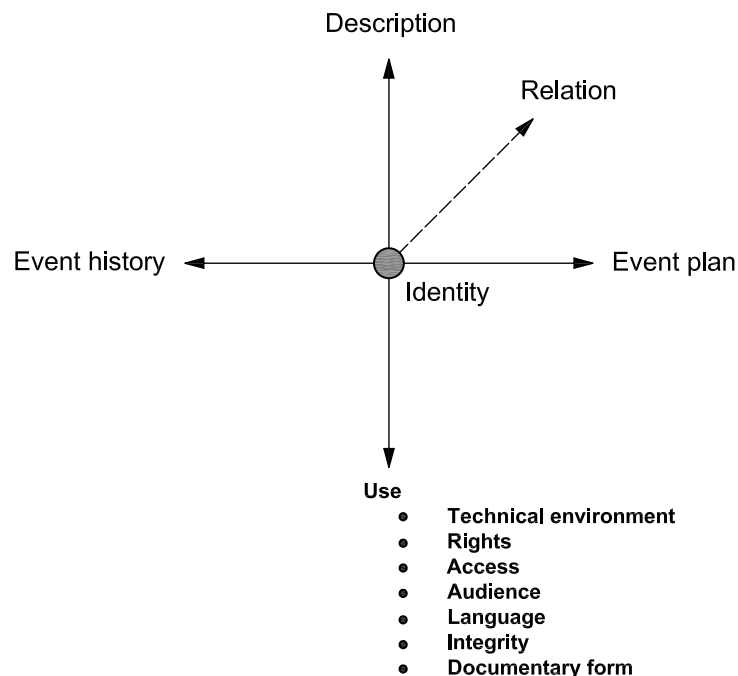 Description
Relation
Event history
Event plan
Identity
Use
• Technical environment
• Rights
• Access
• Audience
• Language
• Integrity
• Documentary form